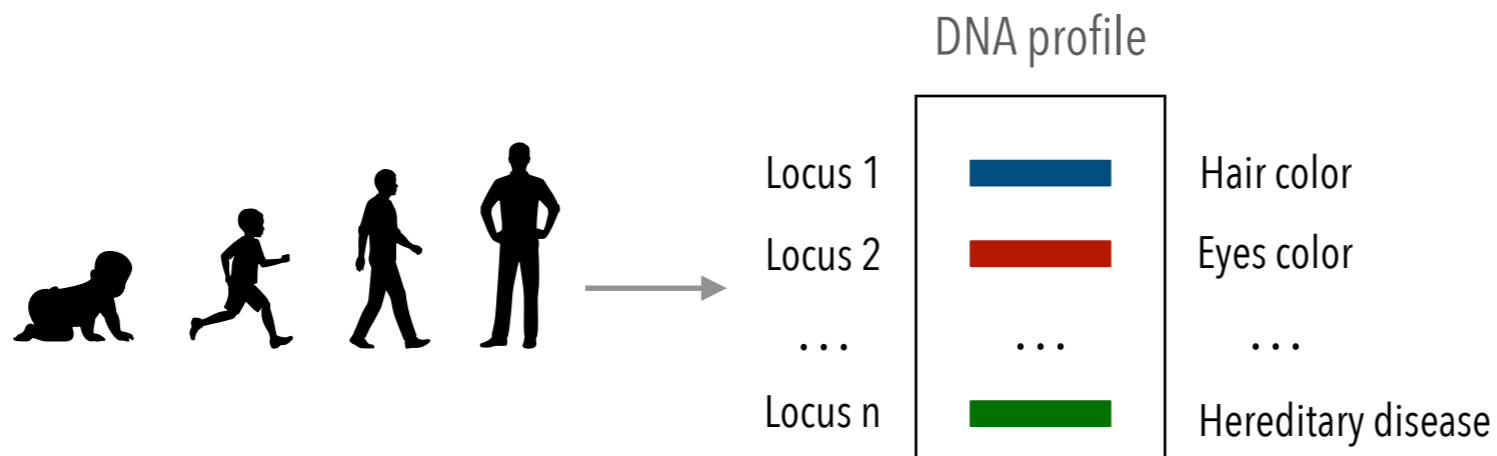 DNA profile
Locus 1 Hair color
Locus 2 Eyes color
... ... ...
Locus n Hereditary disease